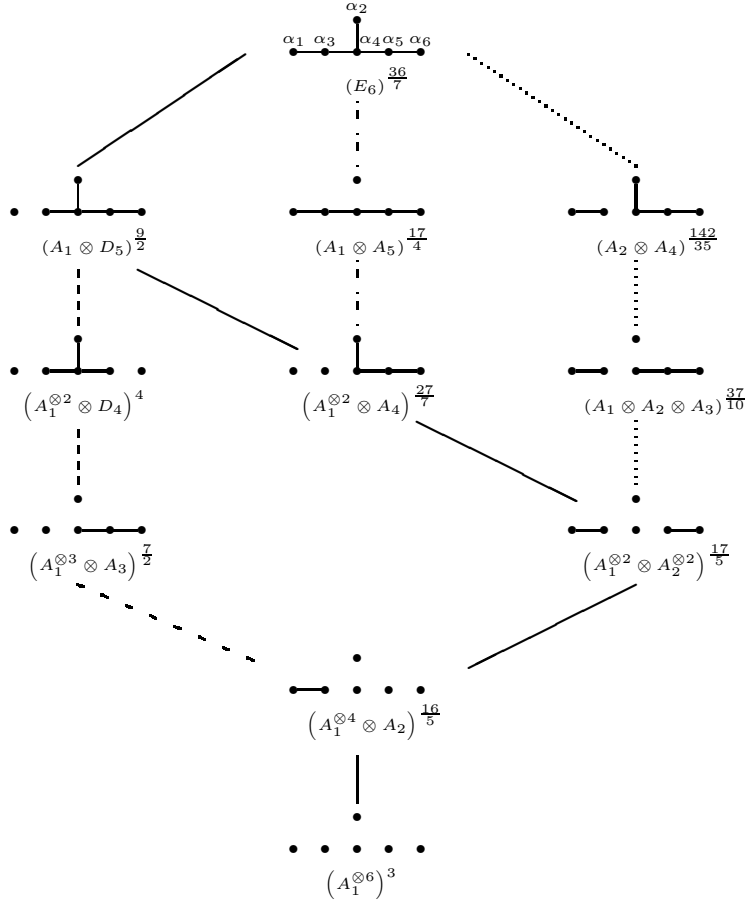 α₂
α₁ α₃ α₄ α₅ α₆
(E₆)^{36/7}
(A₁ ⊗ D₅)^{9/2} (A₁ ⊗ A₅)^{17/4} (A₂ ⊗ A₄)^{142/35}
(A₁^{⊗2} ⊗ D₄)^4 (A₁^{⊗2} ⊗ A₄)^{27/7} (A₁ ⊗ A₂ ⊗ A₃)^{37/10}
(A₁^{⊗3} ⊗ A₃)^{7/2} (A₁^{⊗2} ⊗ A₂^{⊗2})^{17/5}
(A₁^{⊗4} ⊗ A₂)^{16/5}
(A₁^{⊗6})^3